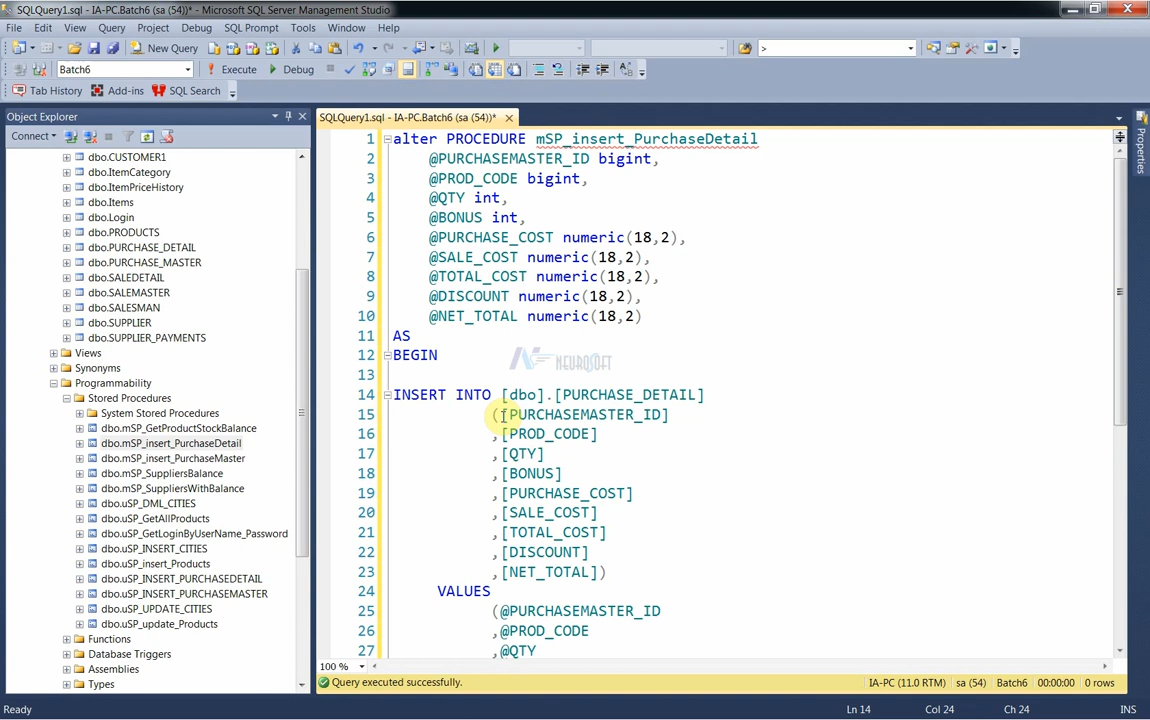 SQLQuery1.sql - IA-PC.Batch6 (sa (54))* - Microsoft SQL Server Management Studio
File Edit View Query Project Debug SQL Prompt Tools Window Help
New Query >
Batch6 ! Execute Debug
Tab History Add-ins SQL Search
Object Explorer
Connect
dbo.CUSTOMER1
dbo.ItemCategory
dbo.ItemPriceHistory
dbo.Items
dbo.Login
dbo.PRODUCTS
dbo.PURCHASE_DETAIL
dbo.PURCHASE_MASTER
dbo.SALEDETAIL
dbo.SALEMASTER
dbo.SALESMAN
dbo.SUPPLIER
dbo.SUPPLIER_PAYMENTS
Views
Synonyms
Programmability
Stored Procedures
System Stored Procedures
dbo.mSP_GetProductStockBalance
dbo.mSP_insert_PurchaseDetail
dbo.mSP_insert_PurchaseMaster
dbo.mSP_SuppliersBalance
dbo.mSP_SuppliersWithBalance
dbo.uSP_DML_CITIES
dbo.uSP_GetAllProducts
dbo.uSP_GetLoginByUserName_Password
dbo.uSP_INSERT_CITIES
dbo.uSP_insert_Products
dbo.uSP_INSERT_PURCHASEDETAIL
dbo.uSP_INSERT_PURCHASEMASTER
dbo.uSP_UPDATE_CITIES
dbo.uSP_update_Products
Functions
Database Triggers
Assemblies
Types
SQLQuery1.sql - IA-PC.Batch6 (sa (54))*
1 alter PROCEDURE mSP_insert_PurchaseDetail
2 @PURCHASEMASTER_ID bigint,
3 @PROD_CODE bigint,
4 @QTY int,
5 @BONUS int,
6 @PURCHASE_COST numeric(18,2),
7 @SALE_COST numeric(18,2),
8 @TOTAL_COST numeric(18,2),
9 @DISCOUNT numeric(18,2),
10 @NET_TOTAL numeric(18,2)
11 AS
12 BEGIN
13
14 INSERT INTO [dbo].[PURCHASE_DETAIL]
15 ([PURCHASEMASTER_ID]
16 ,[PROD_CODE]
17 ,[QTY]
18 ,[BONUS]
19 ,[PURCHASE_COST]
20 ,[SALE_COST]
21 ,[TOTAL_COST]
22 ,[DISCOUNT]
23 ,[NET_TOTAL])
24 VALUES
25 (@PURCHASEMASTER_ID
26 ,@PROD_CODE
27 ,@QTY
NEUROSOFT
100 %
Query executed successfully. IA-PC (11.0 RTM) sa (54) Batch6 00:00:00 0 rows
Properties
Ready Ln 14 Col 24 Ch 24 INS